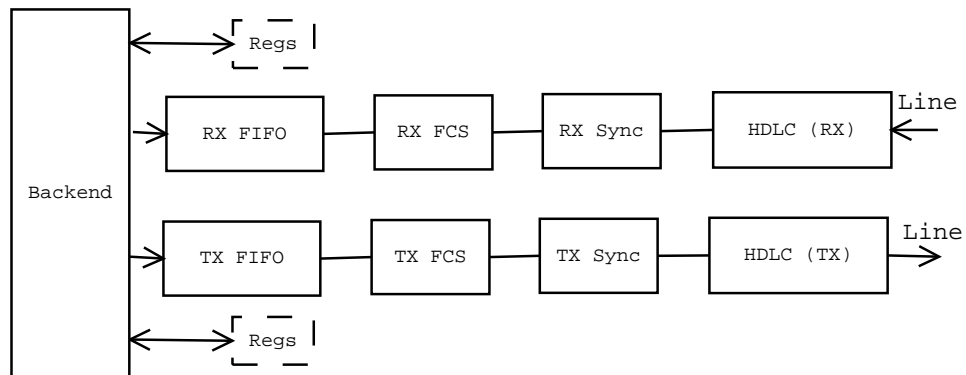 Regs
Line
RX FIFO
RX FCS
RX Sync
HDLC (RX)
Backend
Line
TX FIFO
TX FCS
TX Sync
HDLC (TX)
Regs